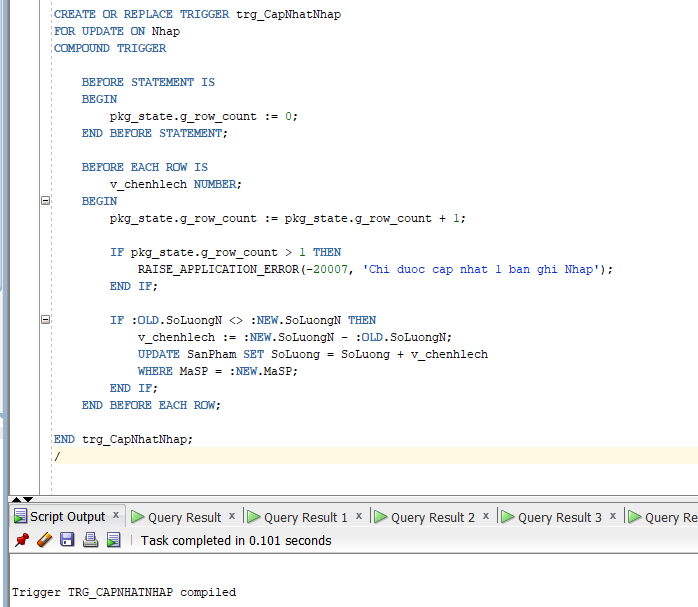 CREATE OR REPLACE TRIGGER trg_CapNhatNhap
FOR UPDATE ON Nhap
COMPOUND TRIGGER
BEFORE STATEMENT IS
BEGIN
pkg_state.g_row_count := 0;
END BEFORE STATEMENT;
BEFORE EACH ROW IS
v_chenhlech NUMBER;
BEGIN
pkg_state.g_row_count := pkg_state.g_row_count + 1;
IF pkg_state.g_row_count > 1 THEN
RAISE_APPLICATION_ERROR(-20007, 'Chi duoc cap nhat 1 ban ghi Nhap');
END IF;
IF :OLD.SoLuongN <> :NEW.SoLuongN THEN
v_chenhlech := :NEW.SoLuongN - :OLD.SoLuongN;
UPDATE SanPham SET SoLuong = SoLuong + v_chenhlech
WHERE MaSP = :NEW.MaSP;
END IF;
END BEFORE EACH ROW;
END trg_CapNhatNhap;
/
Script Output x Query Result x Query Result 1 x Query Result 2 x Query Result 3 x Query Re
Task completed in 0.101 seconds
Trigger TRG_CAPNHATNHAP compiled